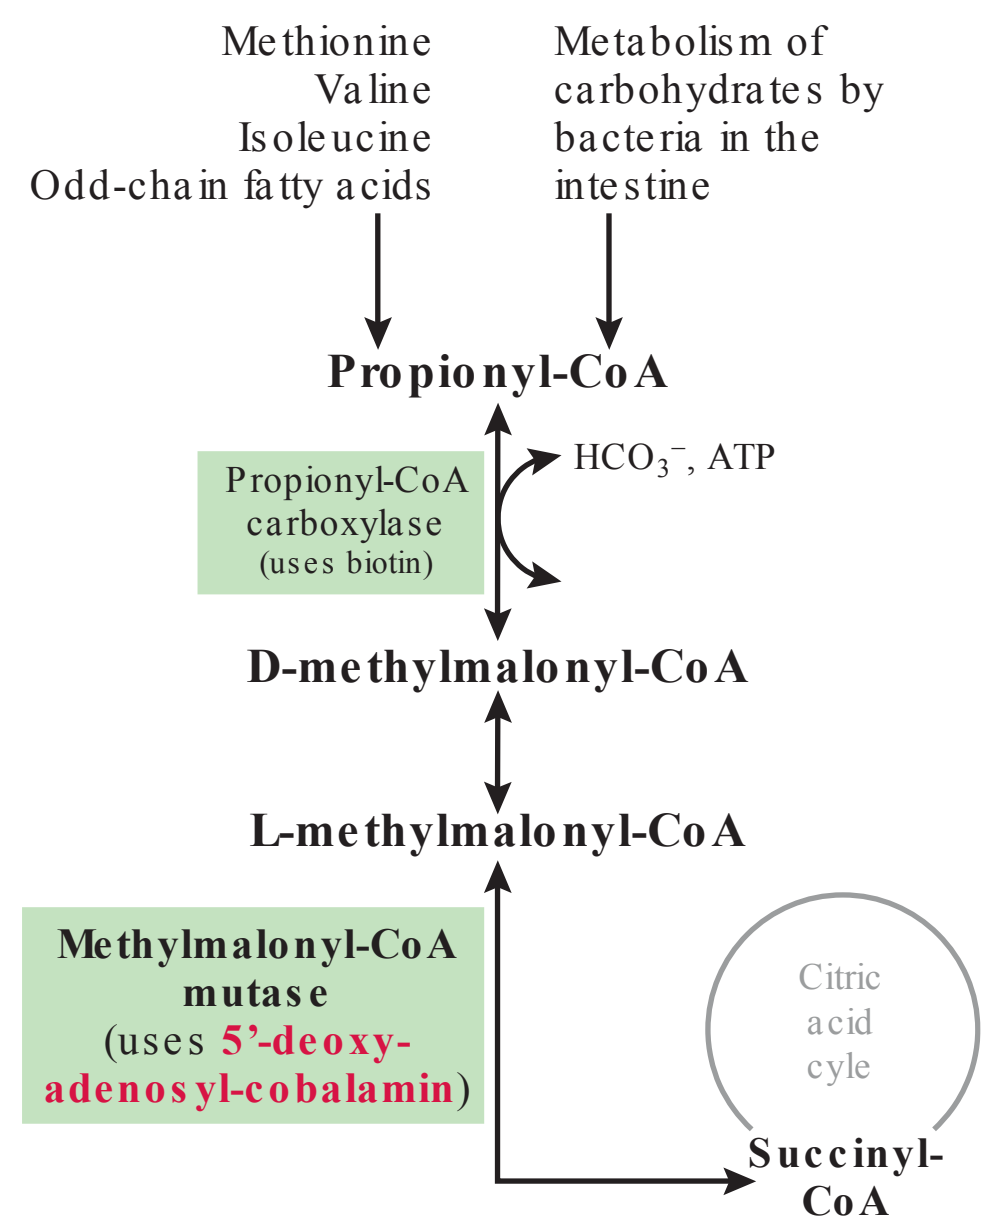 Methionine
Valine
Isoleucine
Odd-chain fatty acids
Metabolism of
carbohydrates by
bacteria in the
intestine
Propionyl-CoA
Propionyl-CoA
carboxylase
(uses biotin)
HCO₃⁻, ATP
D-methylmalonyl-CoA
L-methylmalonyl-CoA
Methylmalonyl-CoA
mutase
(uses 5’-deoxy-
adenosyl-cobalamin)
Citric
acid
cyle
Succinyl-
CoA